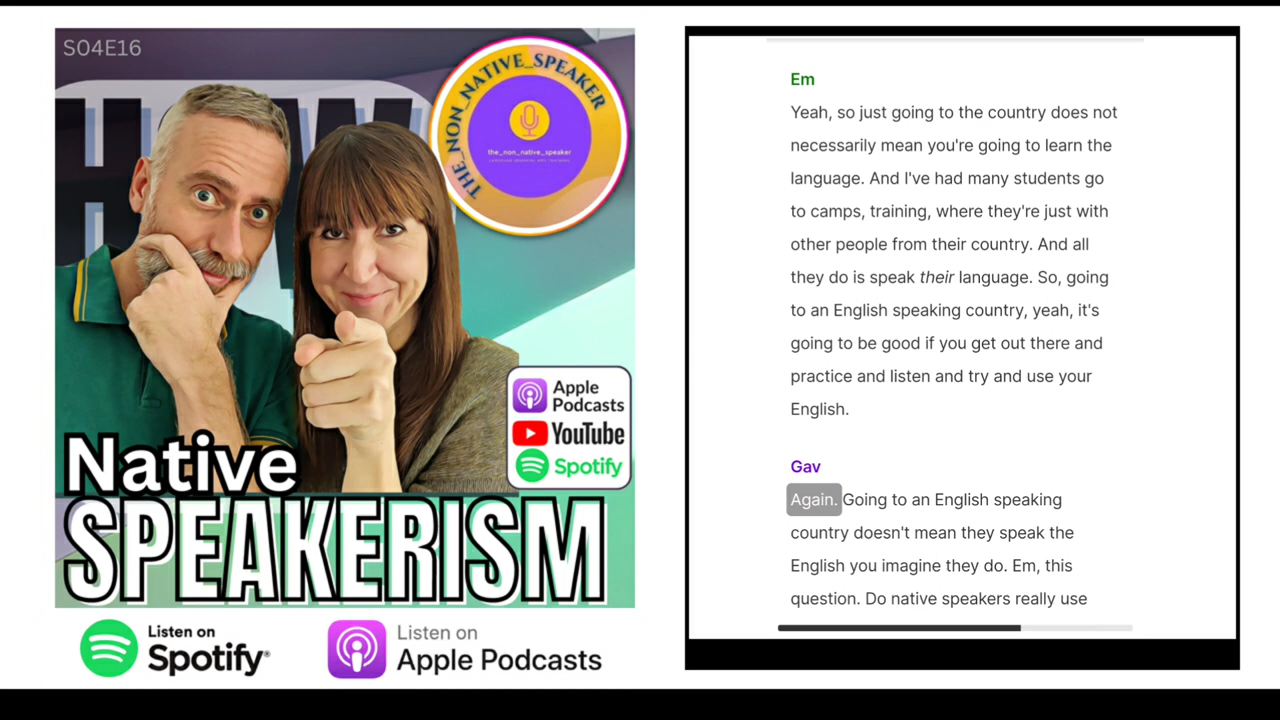 S04E16
THE_NON_NATIVE_SPEAKER
the_non_native_speaker
Apple
Podcasts
YouTube
Spotify
Native
SPEAKERISM
Listen on
Spotify®
Listen on
Apple Podcasts
Em
Yeah, so just going to the country does not
necessarily mean you're going to learn the
language. And I've had many students go
to camps, training, where they're just with
other people from their country. And all
they do is speak their language. So, going
to an English speaking country, yeah, it's
going to be good if you get out there and
practice and listen and try and use your
English.
Gav
Again. Going to an English speaking
country doesn't mean they speak the
English you imagine they do. Em, this
question. Do native speakers really use